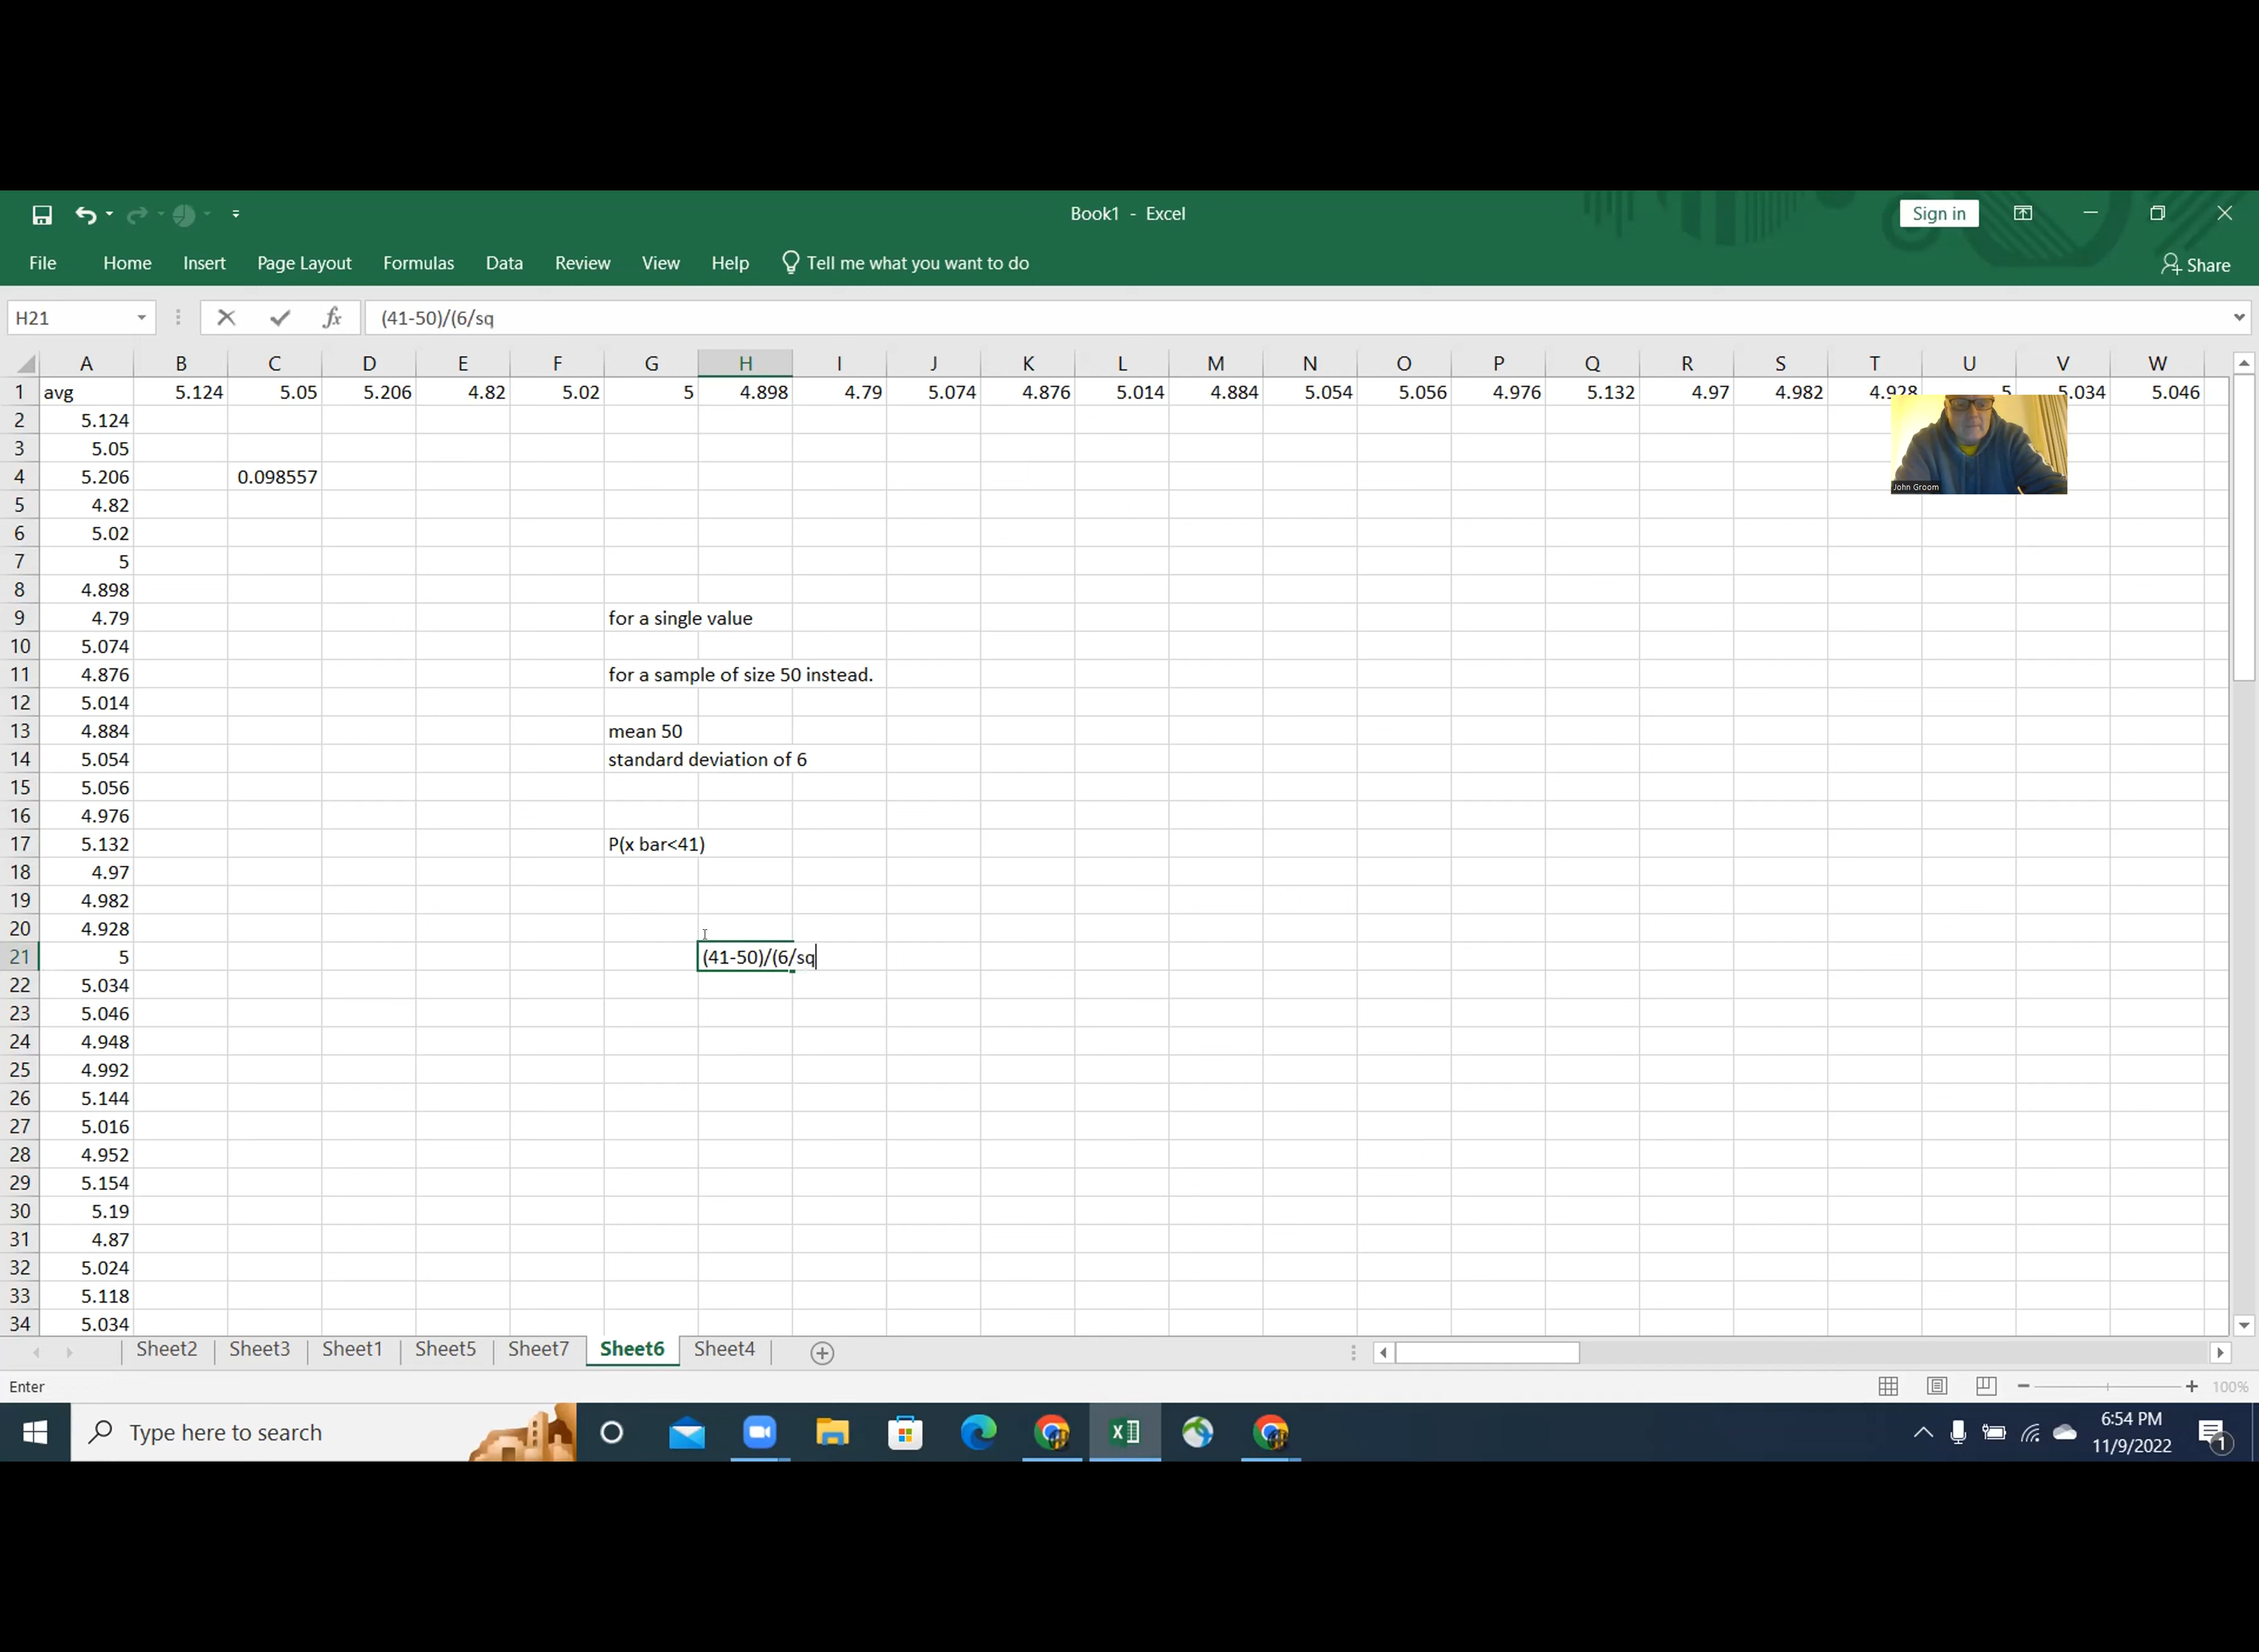 Book1 - Excel
Sign in
File Home Insert Page Layout Formulas Data Review View Help Tell me what you want to do
Share
H21 fx (41-50)/(6/sq
A B C D E F G H I J K L M N O P Q R S T U V W
1 avg 5.124 5.05 5.206 4.82 5.02 5 4.898 4.79 5.074 4.876 5.014 4.884 5.054 5.056 4.976 5.132 4.97 4.982 4.928 5 5.034 5.046
2 5.124
3 5.05
4 5.206 0.098557
5 4.82
John Groom
6 5.02
7 5
8 4.898
9 4.79 for a single value
10 5.074
11 4.876 for a sample of size 50 instead.
12 5.014
13 4.884 mean 50
14 5.054 standard deviation of 6
15 5.056
16 4.976
17 5.132 P(x bar<41)
18 4.97
19 4.982
20 4.928
21 5 (41-50)/(6/sq
22 5.034
23 5.046
24 4.948
25 4.992
26 5.144
27 5.016
28 4.952
29 5.154
30 5.19
31 4.87
32 5.024
33 5.118
34 5.034
Sheet2 Sheet3 Sheet1 Sheet5 Sheet7 Sheet6 Sheet4
Enter
100%
Type here to search
6:54 PM
11/9/2022
1